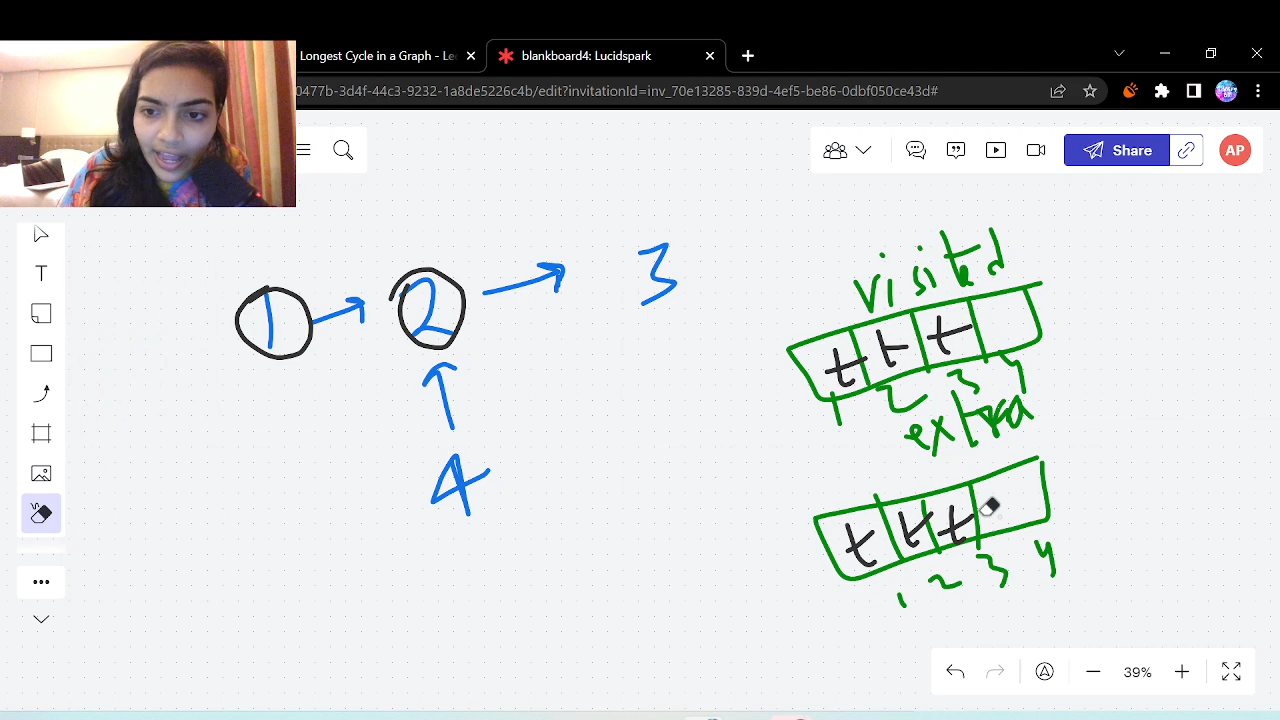 Longest Cycle in a Graph - Le
blankboard4: Lucidspark
0477b-3d4f-44c3-9232-1a8de5226c4b/edit?invitationId=inv_70e13285-839d-4ef5-be86-0dbf050ce43d#
Share
AP
T
1
2
3
4
visited
t t t
1 2 3 4
extra
t t t
1 2 3 4
39%